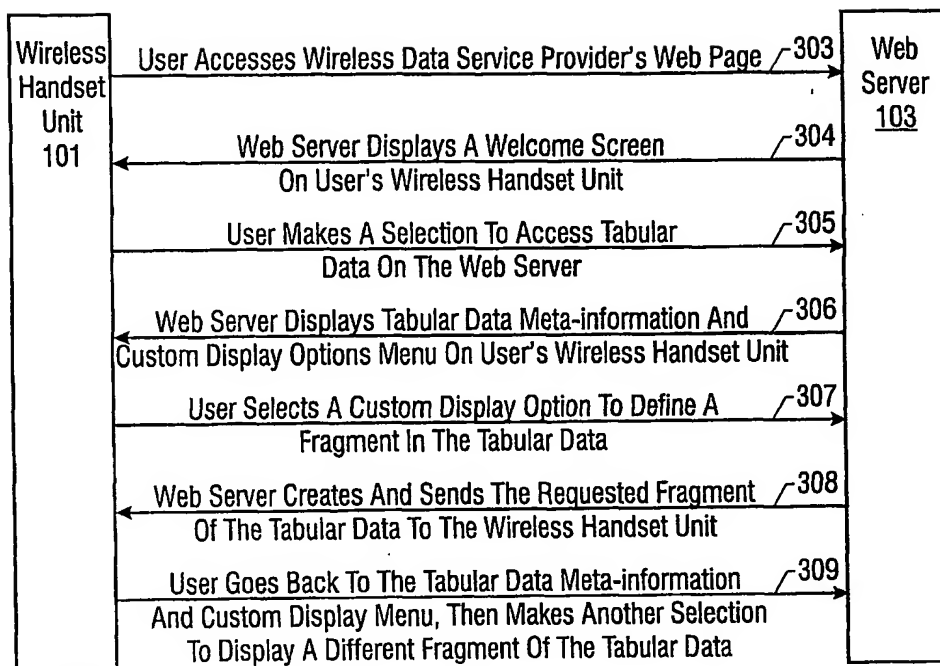 Wireless
Handset
Unit
101
Web
Server
103
User Accesses Wireless Data Service Provider's Web Page
303
Web Server Displays A Welcome Screen
304
On User's Wireless Handset Unit
User Makes A Selection To Access Tabular
305
Data On The Web Server
Web Server Displays Tabular Data Meta-information And
306
Custom Display Options Menu On User's Wireless Handset Unit
User Selects A Custom Display Option To Define A
307
Fragment In The Tabular Data
Web Server Creates And Sends The Requested Fragment
308
Of The Tabular Data To The Wireless Handset Unit
User Goes Back To The Tabular Data Meta-information
309
And Custom Display Menu, Then Makes Another Selection
To Display A Different Fragment Of The Tabular Data